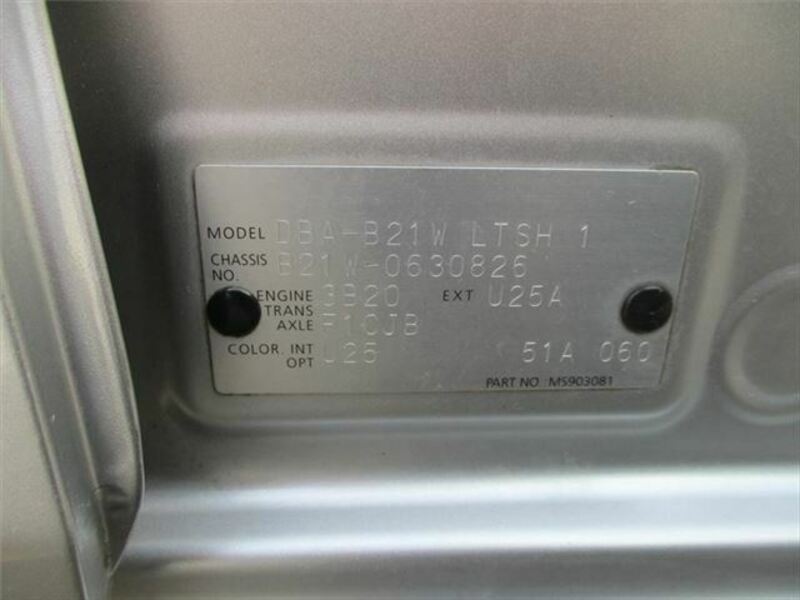 MODEL DBA-B21W LTSH 1
CHASSIS NO. B21W-0630826
ENGINE 3B20 EXT U25A
TRANS AXLE F1CJB
COLOR. INT OPT U25 51A 060
PART NO M5903081